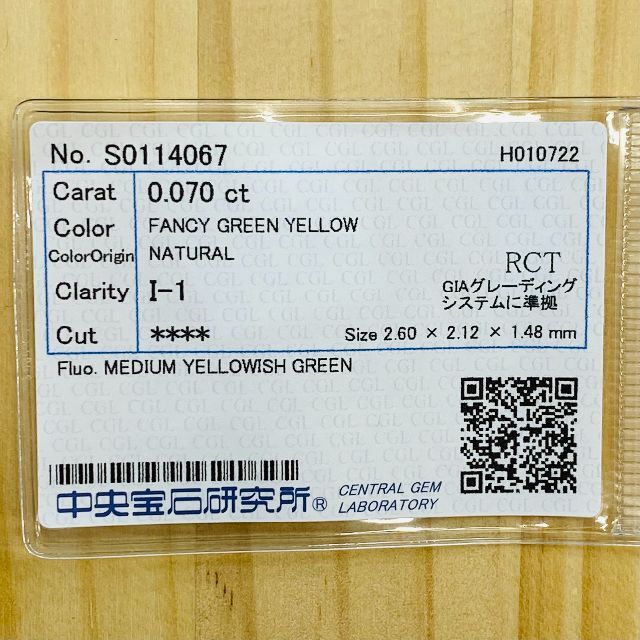 No. S0114067 H010722
Carat 0.070 ct
Color FANCY GREEN YELLOW
ColorOrigin NATURAL
RCT
Clarity I-1
GIAグレーディング
システムに準拠
Cut **** Size 2.60 × 2.12 × 1.48 mm
Fluo. MEDIUM YELLOWISH GREEN
中央宝石研究所® CENTRAL GEM
LABORATORY